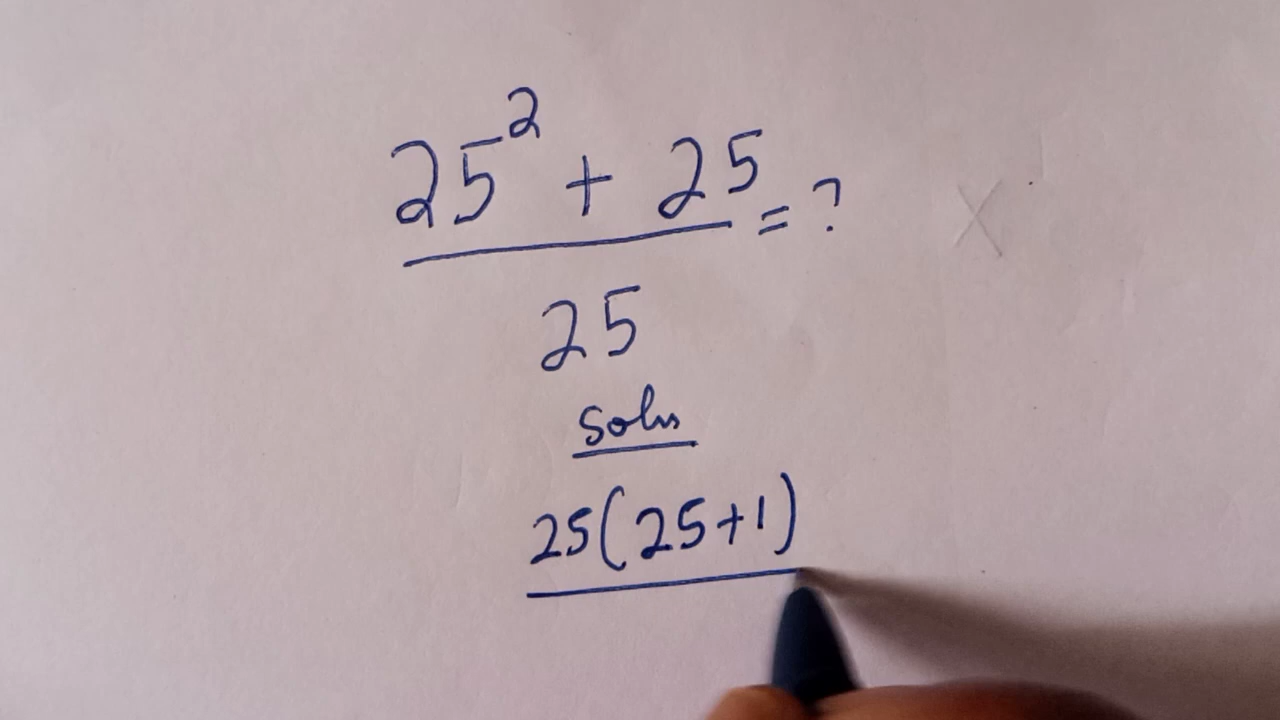 25² + 25 = ?
25
Soln
25(25+1)